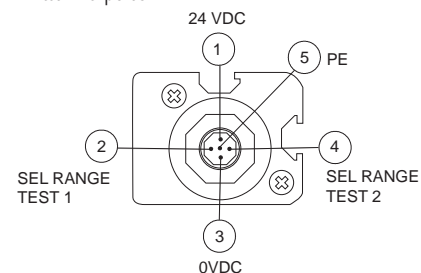 24 VDC
1
5 PE
2
4
SEL RANGE
TEST 1
SEL RANGE
TEST 2
3
0VDC